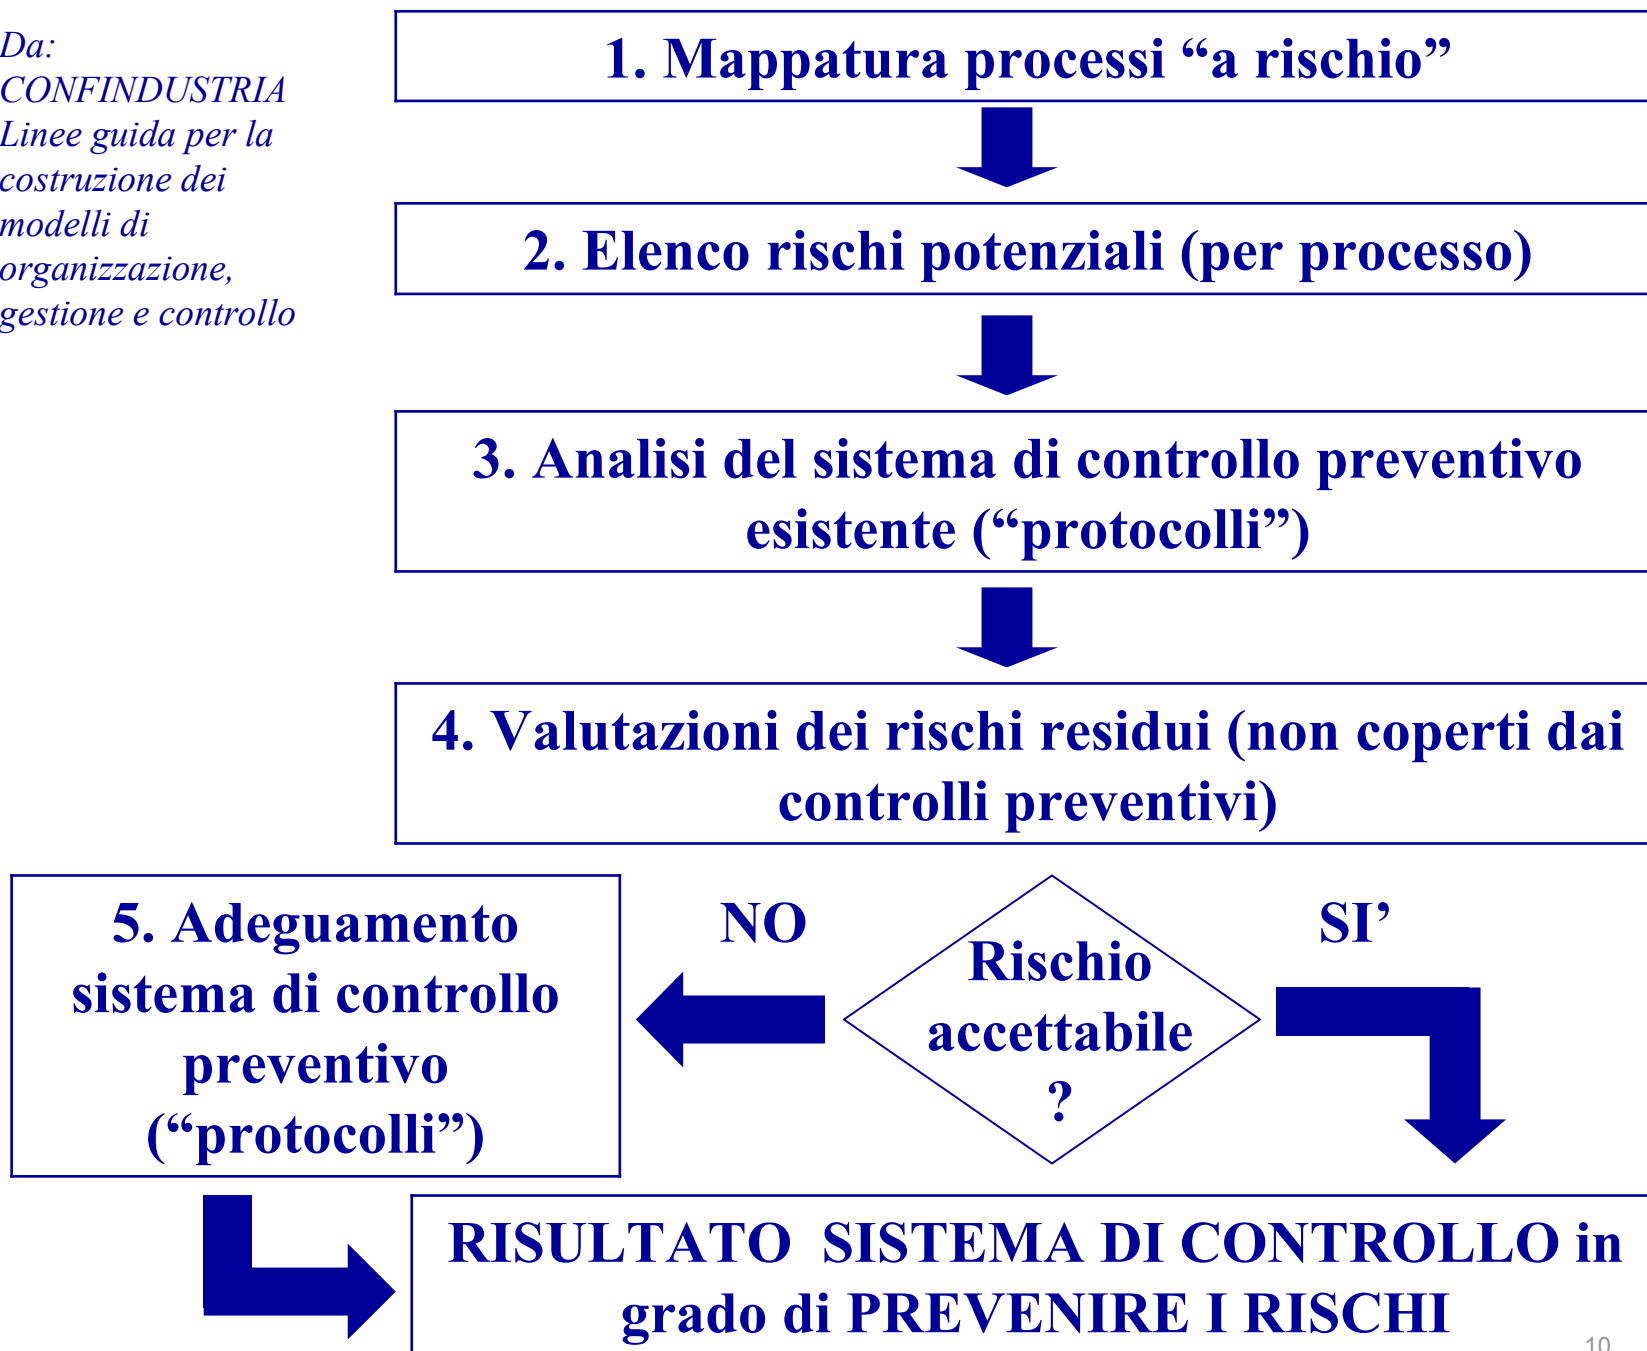 Da:
CONFINDUSTRIA
Linee guida per la
costruzione dei
modelli di
organizzazione,
gestione e controllo
1. Mappatura processi “a rischio”
2. Elenco rischi potenziali (per processo)
3. Analisi del sistema di controllo preventivo
esistente (“protocolli”)
4. Valutazioni dei rischi residui (non coperti dai
controlli preventivi)
5. Adeguamento
sistema di controllo
preventivo
(“protocolli”)
NO
Rischio
accettabile
?
SI’
RISULTATO SISTEMA DI CONTROLLO in
grado di PREVENIRE I RISCHI
10